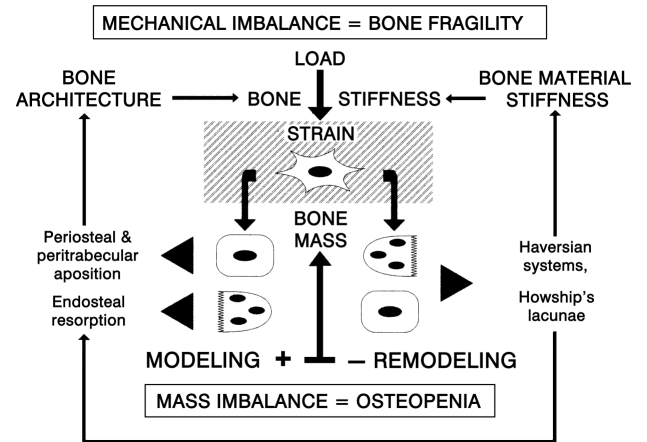 MECHANICAL IMBALANCE = BONE FRAGILITY
LOAD
BONE
ARCHITECTURE
BONE STIFFNESS
BONE MATERIAL
STIFFNESS
STRAIN
BONE
MASS
Periosteal &
peritrabecular
aposition
Endosteal
resorption
Haversian
systems,
Howship's
lacunae
MODELING + − REMODELING
MASS IMBALANCE = OSTEOPENIA